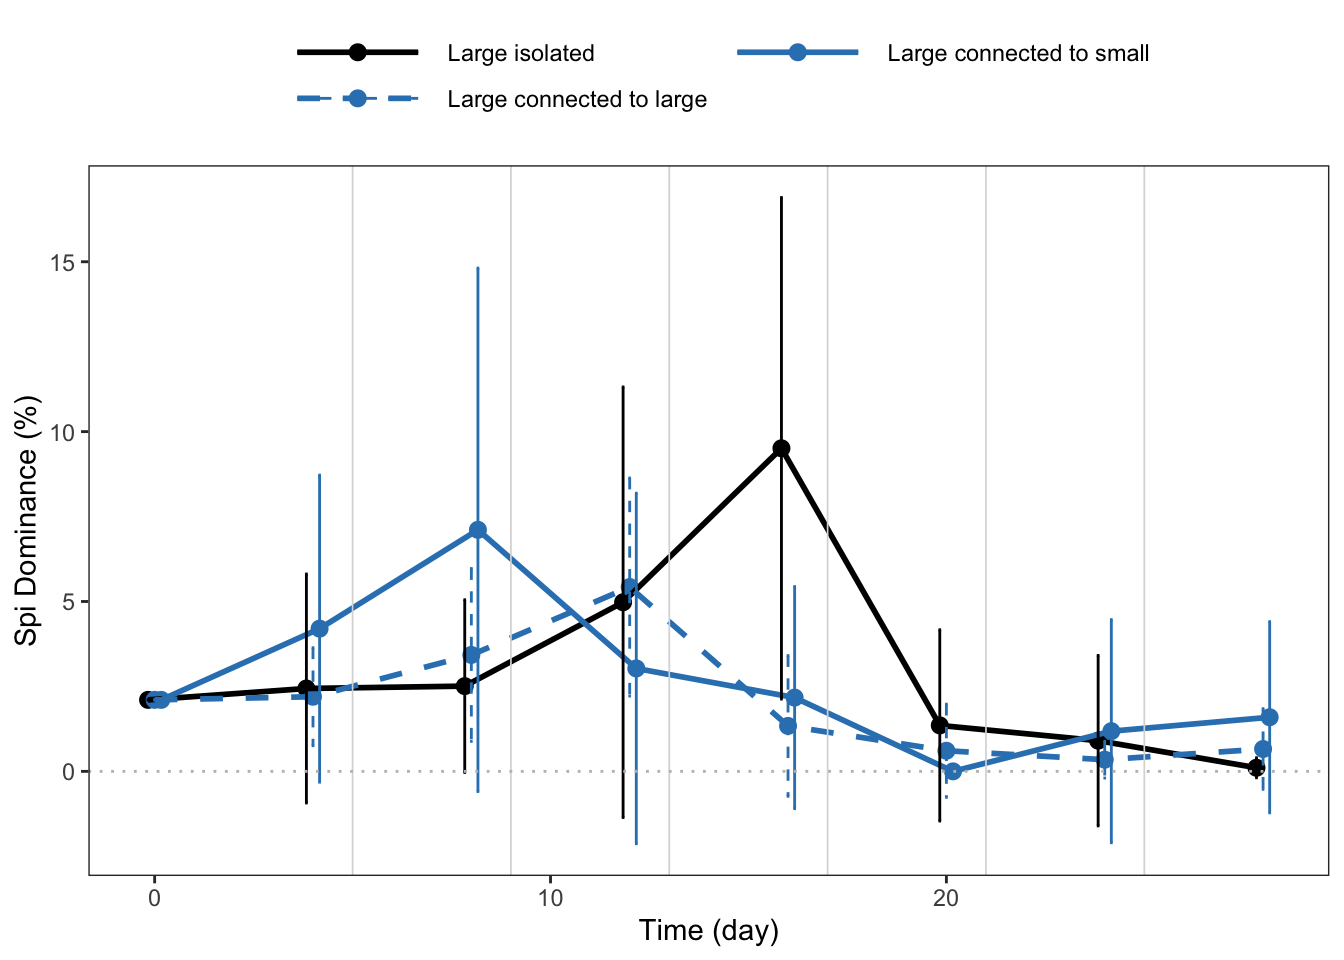 Large isolated
Large connected to small
Large connected to large
Spi Dominance (%)
15
10
5
0
0
10
20
Time (day)